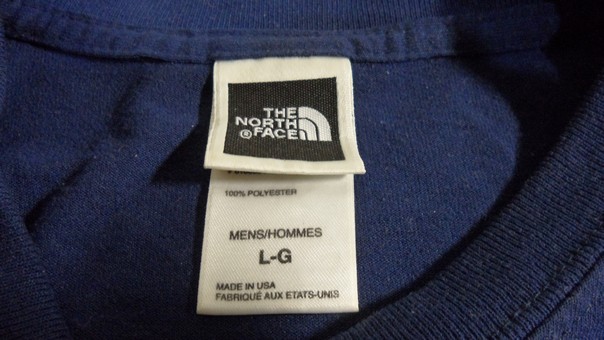 THE
NORTH
® FACE
100% POLYESTER
MENS/HOMMES
L-G
MADE IN USA
FABRIQUÉ AUX ETATS-UNIS